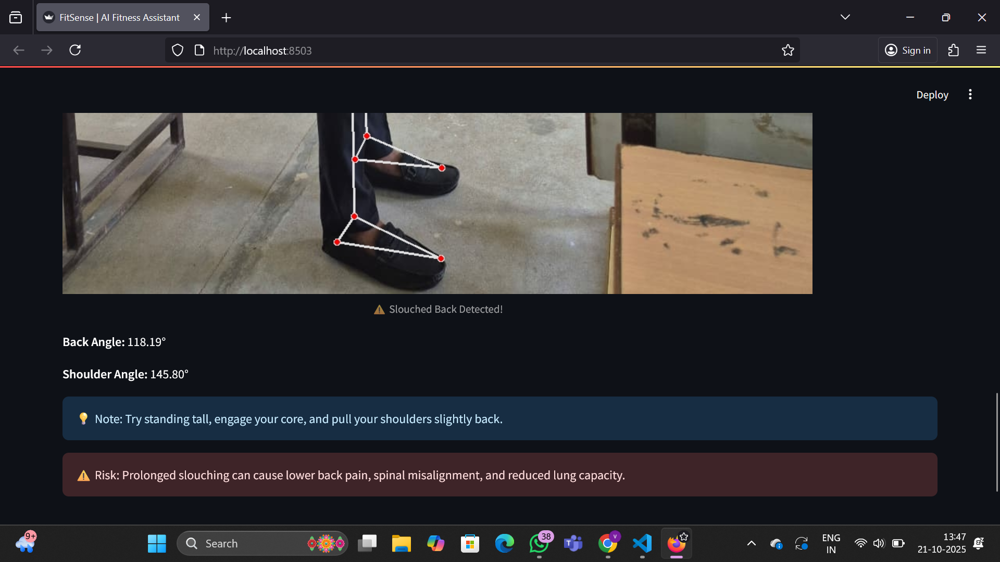 FitSense | AI Fitness Assistant
http://localhost:8503
Sign in
Deploy
⚠ Slouched Back Detected!
Back Angle: 118.19°
Shoulder Angle: 145.80°
💡 Note: Try standing tall, engage your core, and pull your shoulders slightly back.
⚠ Risk: Prolonged slouching can cause lower back pain, spinal misalignment, and reduced lung capacity.
9+
Search
38
T
V
ENG
IN
13:47
21-10-2025